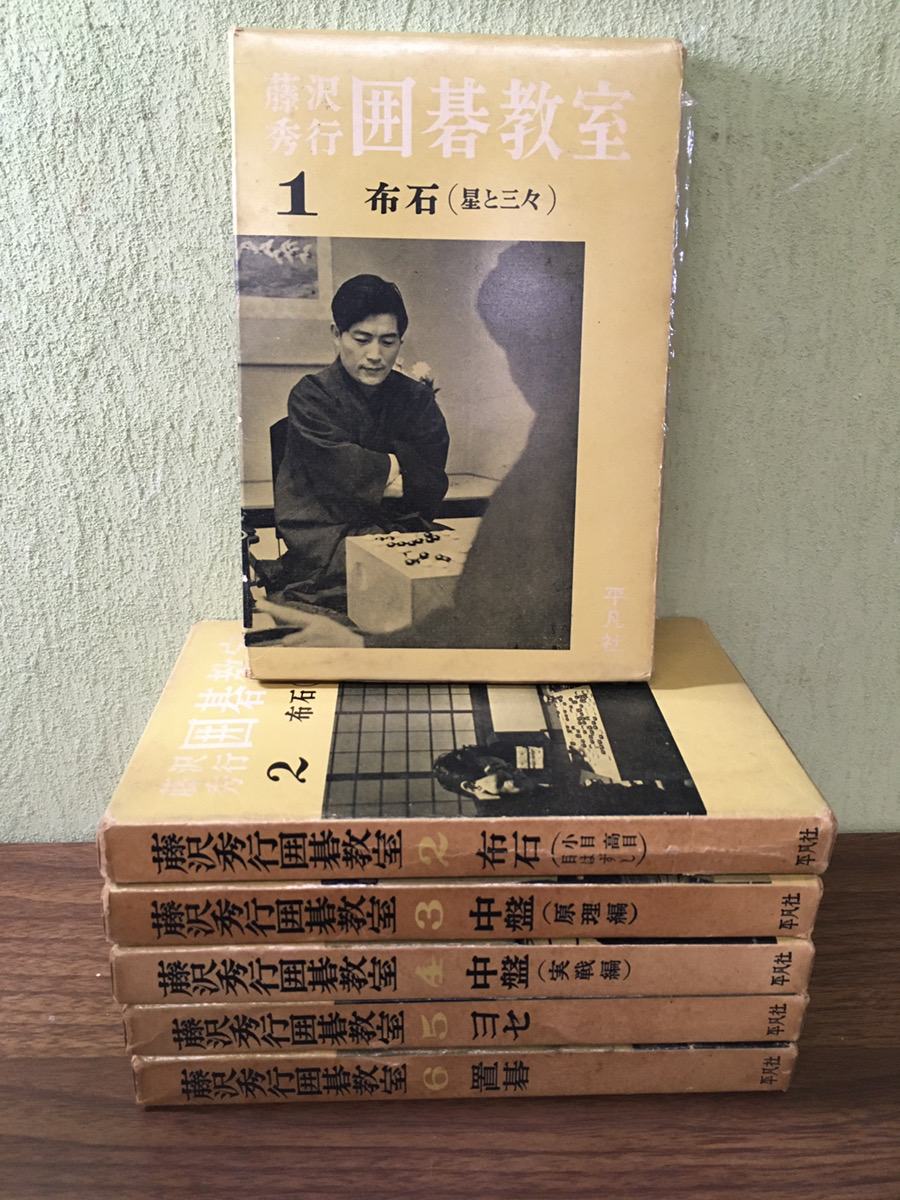 藤沢
秀行
囲碁教室
1
布石(星と三々)
平凡社
藤沢
秀行
囲碁教
2
布石(
藤沢秀行囲碁教室 2 布石(小目 高目 目はずし) 平凡社
藤沢秀行囲碁教室 3 中盤(原理編) 平凡社
藤沢秀行囲碁教室 4 中盤(実戦編) 平凡社
藤沢秀行囲碁教室 5 ヨセ 平凡社
藤沢秀行囲碁教室 6 置碁 平凡社